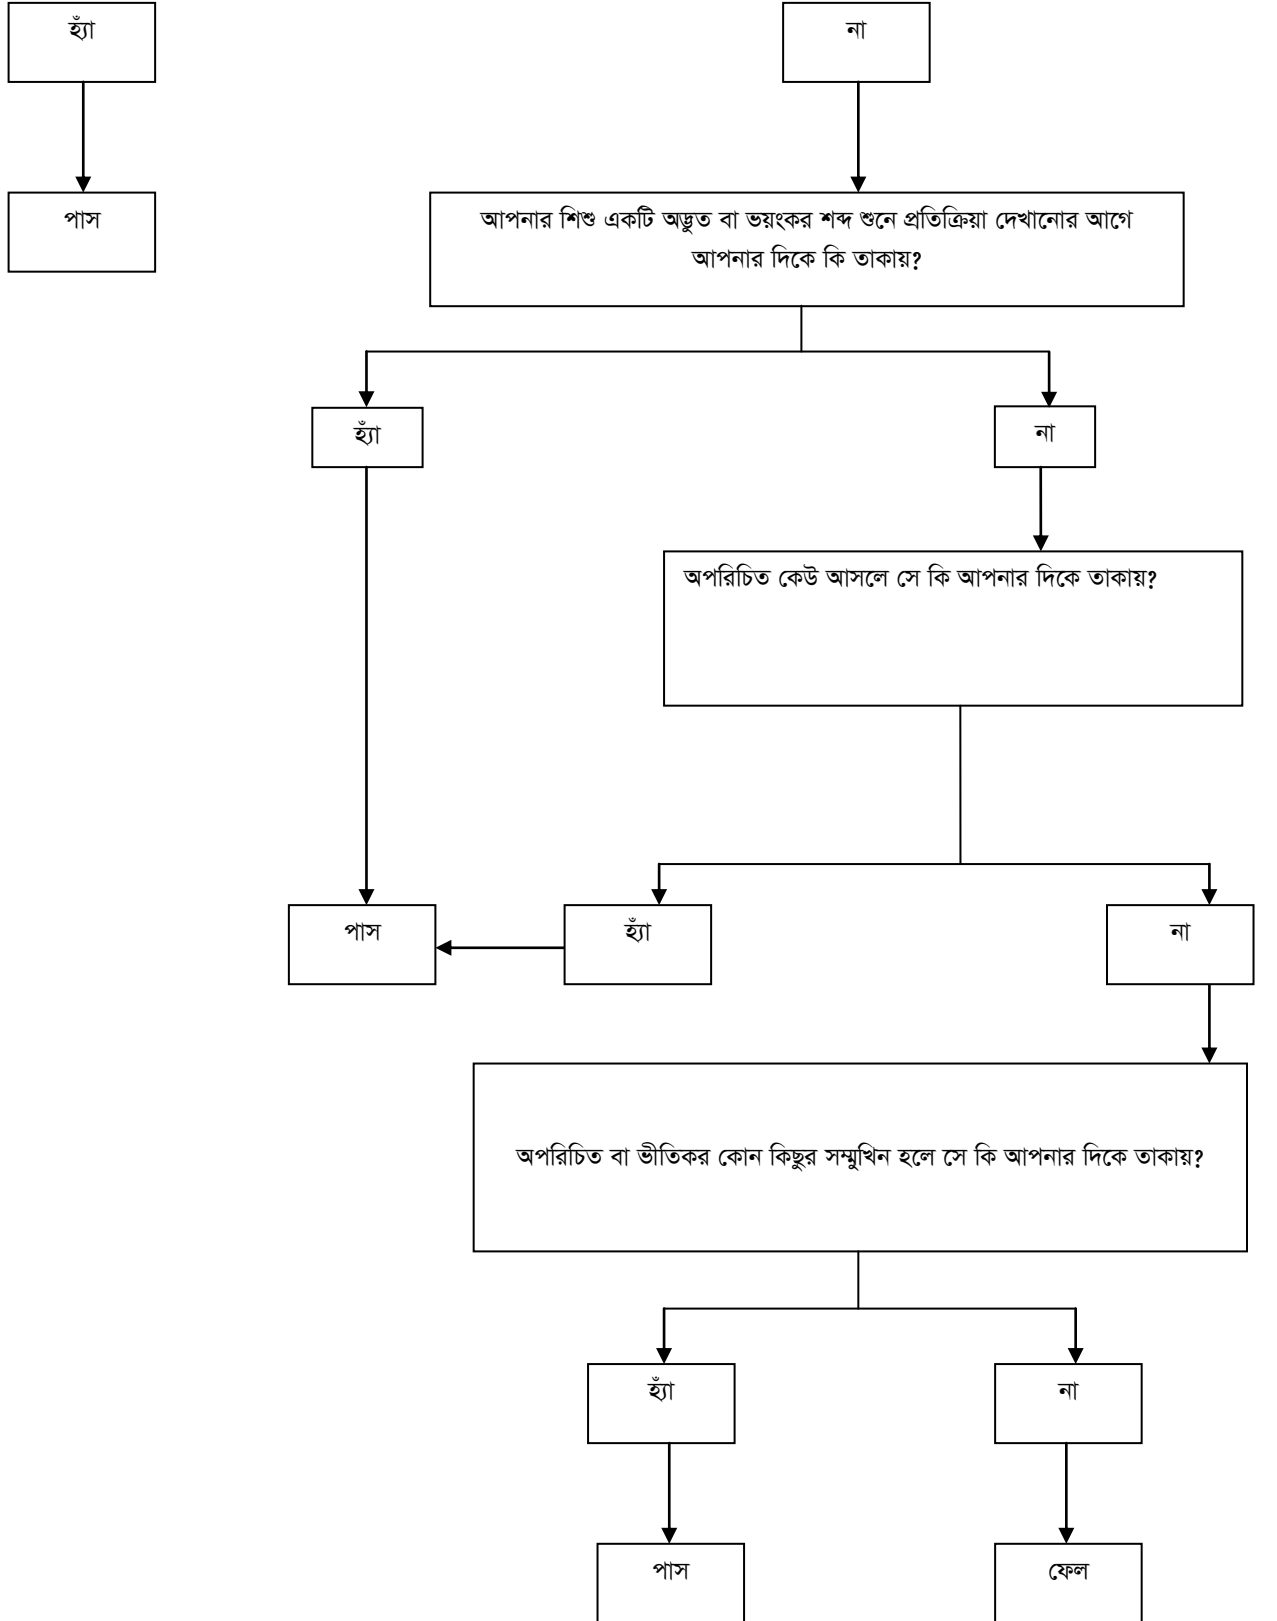 হ্যাঁ
না
পাস
আপনার শিশু একটি অদ্ভুত বা ভয়ংকর শব্দ শুনে প্রতিক্রিয়া দেখানোর আগে
আপনার দিকে কি তাকায়?
হ্যাঁ
না
অপরিচিত কেউ আসলে সে কি আপনার দিকে তাকায়?
পাস
হ্যাঁ
না
অপরিচিত বা ভীতিকর কোন কিছুর সম্মুখিন হলে সে কি আপনার দিকে তাকায়?
হ্যাঁ
না
পাস
ফেল